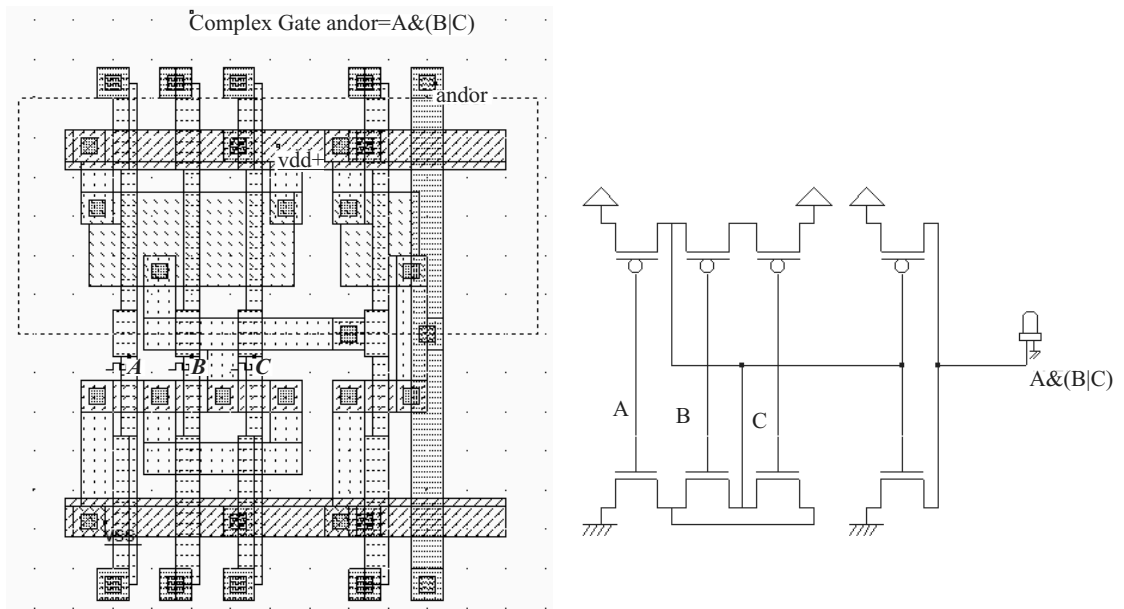 Complex Gate andor=A&(B|C)
andor
vdd+
A B C
vss
A B C
A&(B|C)